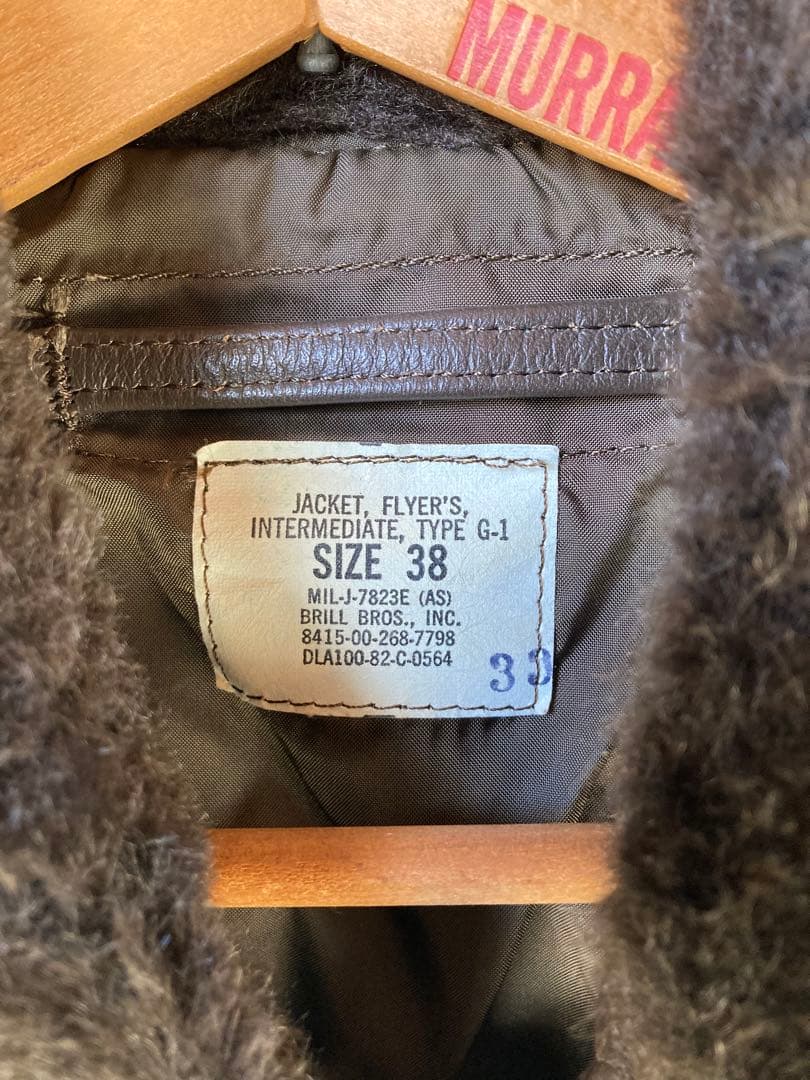 MURRA
JACKET, FLYER'S,
INTERMEDIATE, TYPE G-1
SIZE 38
MIL-J-7823E (AS)
BRILL BROS., INC.
8415-00-268-7798
DLA100-82-C-0564
33